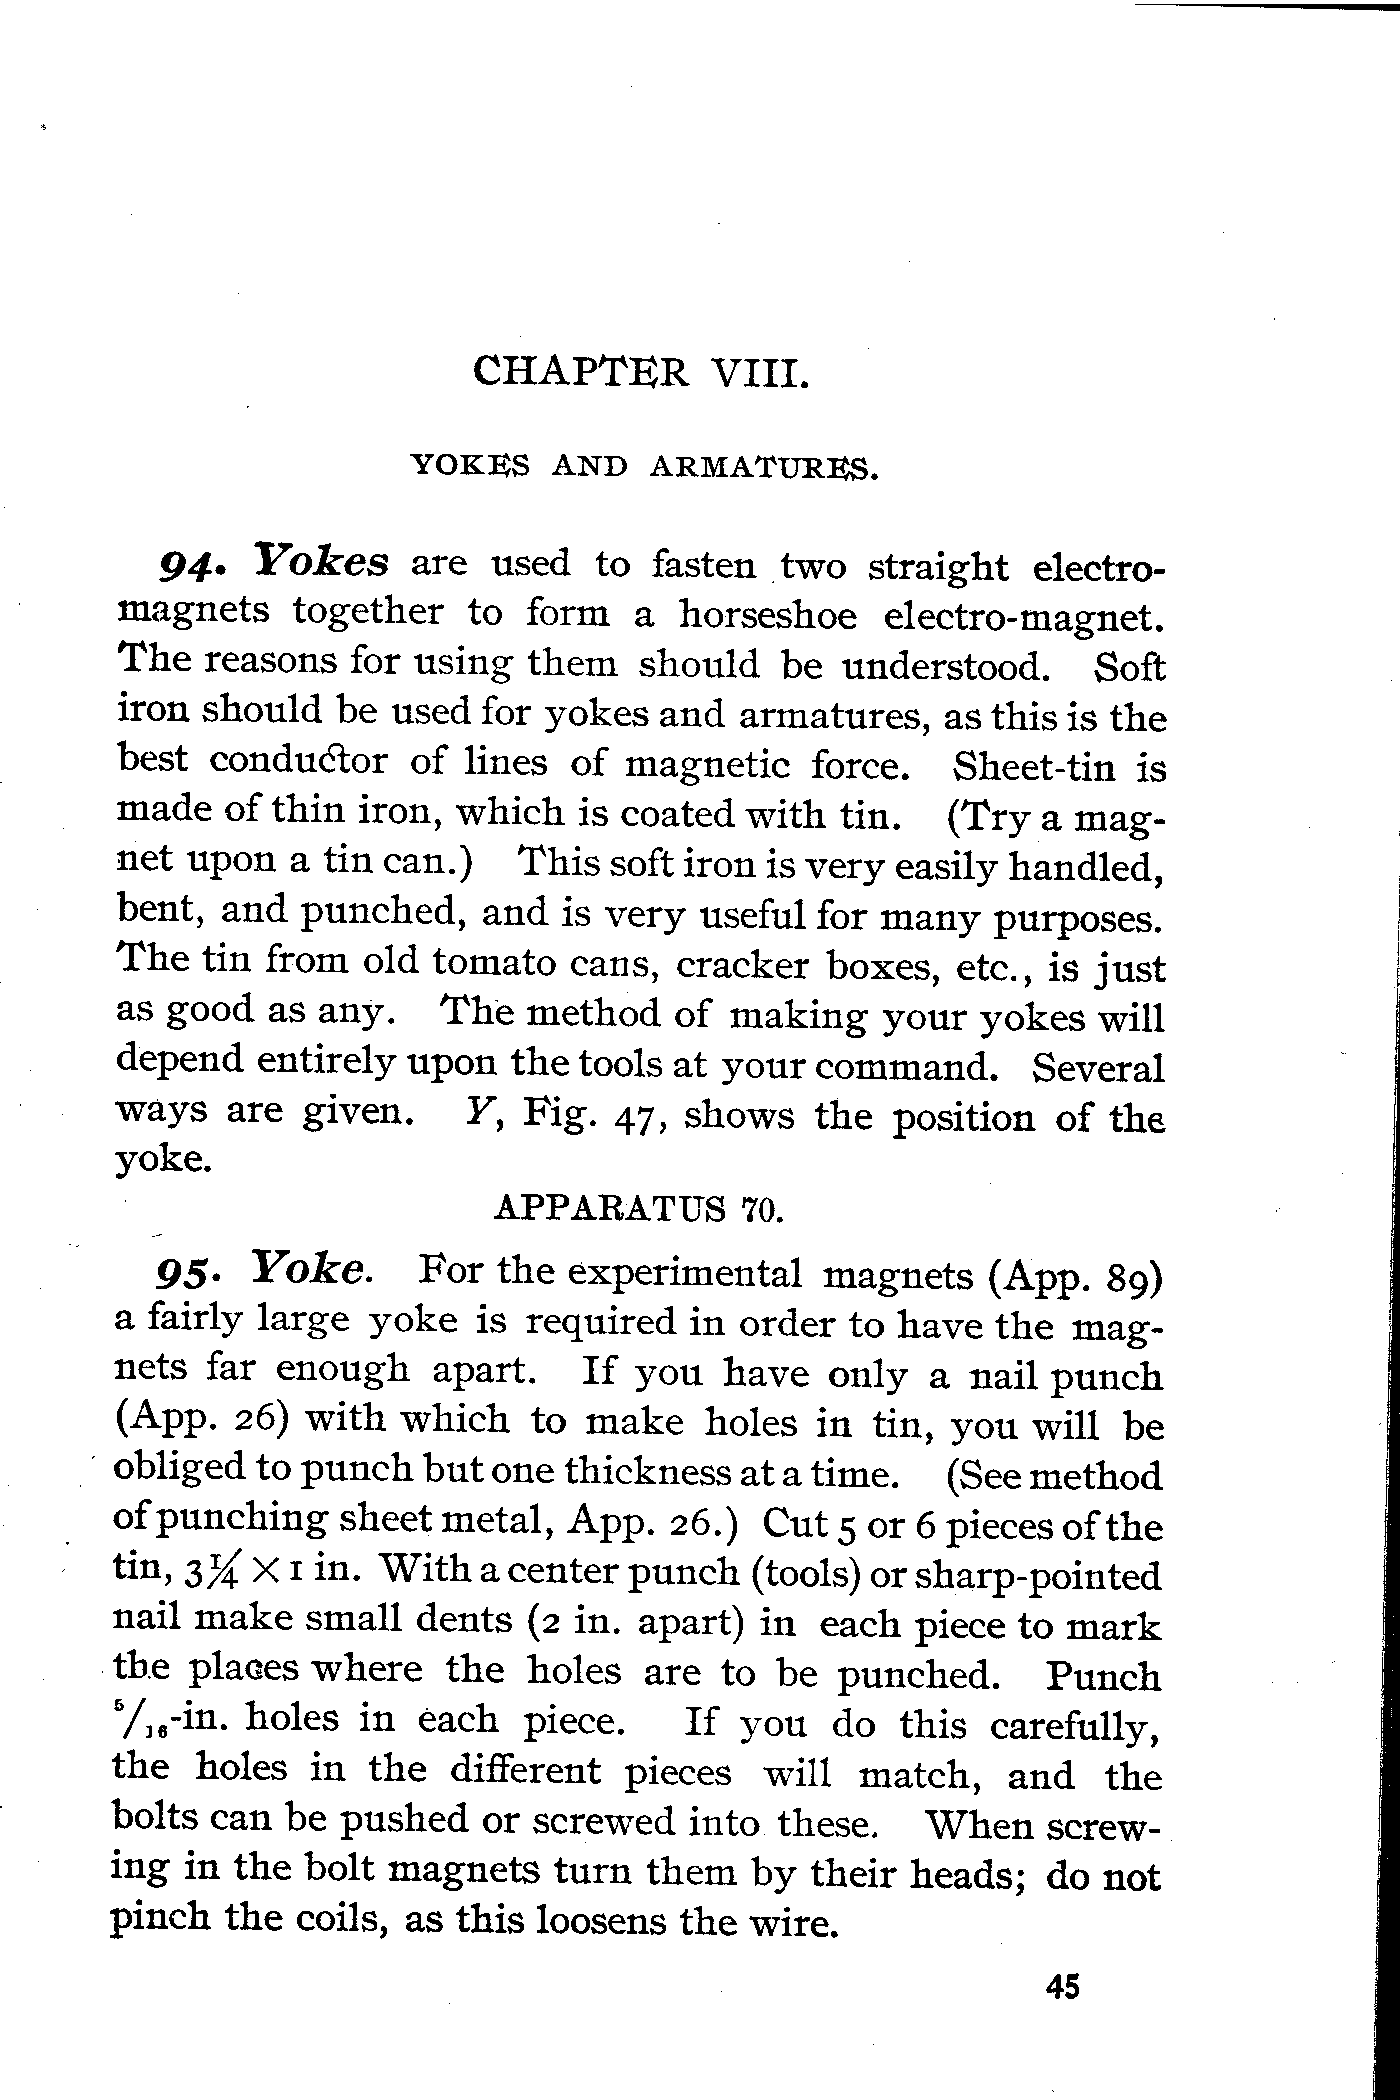 CHAPTER VIII.
YOKES AND ARMATURES.
94. Yokes are used to fasten two straight electro-
magnets together to form a horseshoe electro-magnet.
The reasons for using them should be understood. Soft
iron should be used for yokes and armatures, as this is the
best conductor of lines of magnetic force. Sheet-tin is
made of thin iron, which is coated with tin. (Try a mag-
net upon a tin can.) This soft iron is very easily handled,
bent, and punched, and is very useful for many purposes.
The tin from old tomato cans, cracker boxes, etc., is just
as good as any. The method of making your yokes will
depend entirely upon the tools at your command. Several
ways are given. Y, Fig. 47, shows the position of the
yoke.
APPARATUS 70.
95. Yoke. For the experimental magnets (App. 89)
a fairly large yoke is required in order to have the mag-
nets far enough apart. If you have only a nail punch
(App. 26) with which to make holes in tin, you will be
obliged to punch but one thickness at a time. (See method
of punching sheet metal, App. 26.) Cut 5 or 6 pieces of the
tin, 3¼ × 1 in. With a center punch (tools) or sharp-pointed
nail make small dents (2 in. apart) in each piece to mark
the places where the holes are to be punched. Punch
5/16-in. holes in each piece. If you do this carefully,
the holes in the different pieces will match, and the
bolts can be pushed or screwed into these. When screw-
ing in the bolt magnets turn them by their heads; do not
pinch the coils, as this loosens the wire.
45